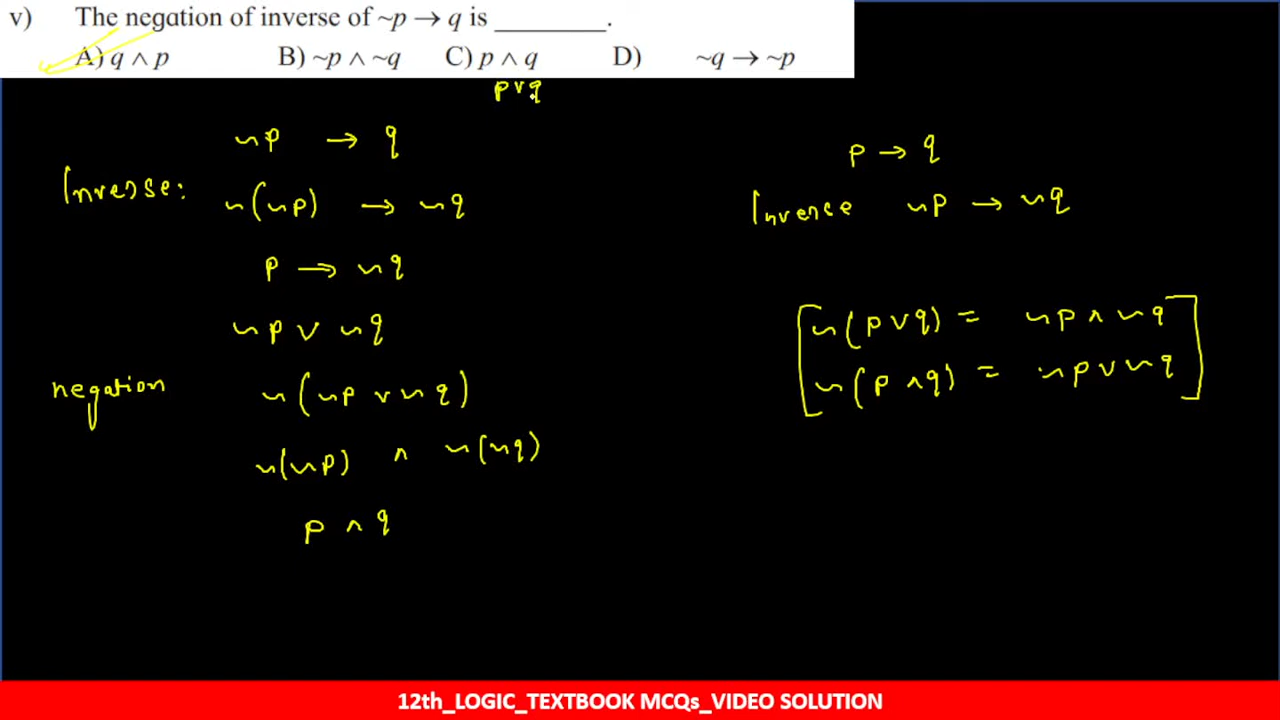 v) The negation of inverse of ~p → q is ________.
A) q ∧ p B) ~p ∧ ~q C) p ∧ q D) ~q → ~p
p∨q
~p → q
Inverse: ~(~p) → ~q
p → ~q
~p ∨ ~q
negation ~(~p ∨ ~q)
~(~p) ∧ ~(~q)
p ∧ q
p → q
Inverse ~p → ~q
~(p∨q) = ~p ∧ ~q
~(p ∧q) = ~p∨~q
12th_LOGIC_TEXTBOOK MCQs_VIDEO SOLUTION